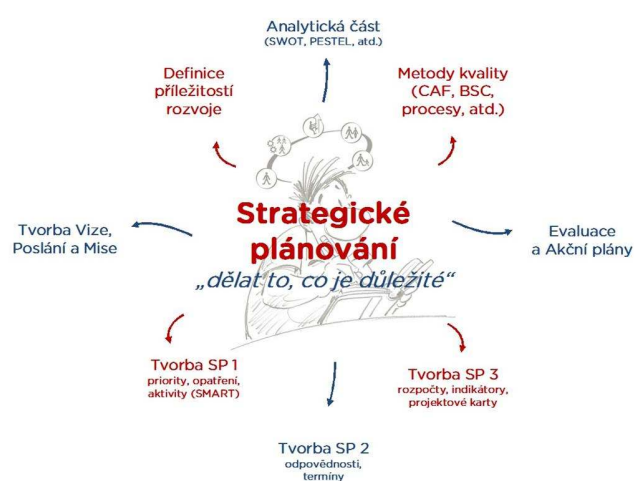 Analytická část
(SWOT, PESTEL, atd.)
Definice
příležitostí
rozvoje
Metody kvality
(CAF, BSC,
procesy, atd.)
Strategické
plánování
„dělat to, co je důležité“
Tvorba Vize,
Poslání a Mise
Evaluace
a Akční plány
Tvorba SP 1
priority, opatření,
aktivity (SMART)
Tvorba SP 3
rozpočty, indikátory,
projektové karty
Tvorba SP 2
odpovědnosti,
termíny